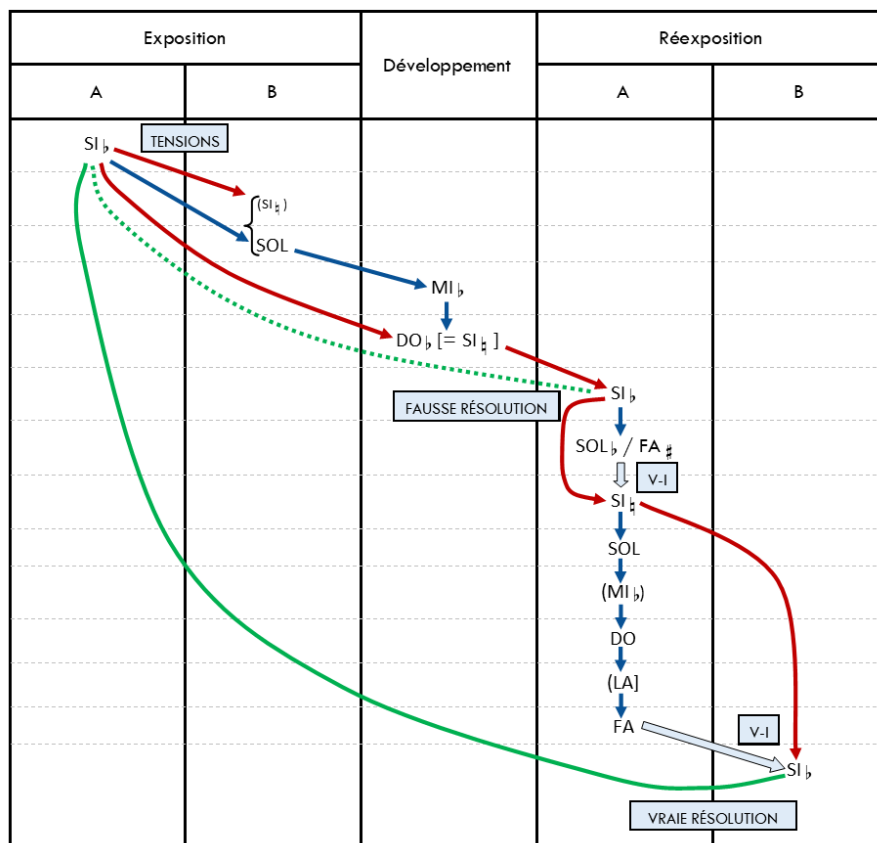 Exposition
Développement
Réexposition
A
B
A
B
SI♭
TENSIONS
(SI♮)
SOL
MI♭
DO♭ [= SI♮ ]
SI♭
FAUSSE RÉSOLUTION
SOL♭ / FA♯
V-I
SI♮
SOL
(MI♭)
DO
(LA]
FA
V-I
SI♭
VRAIE RÉSOLUTION